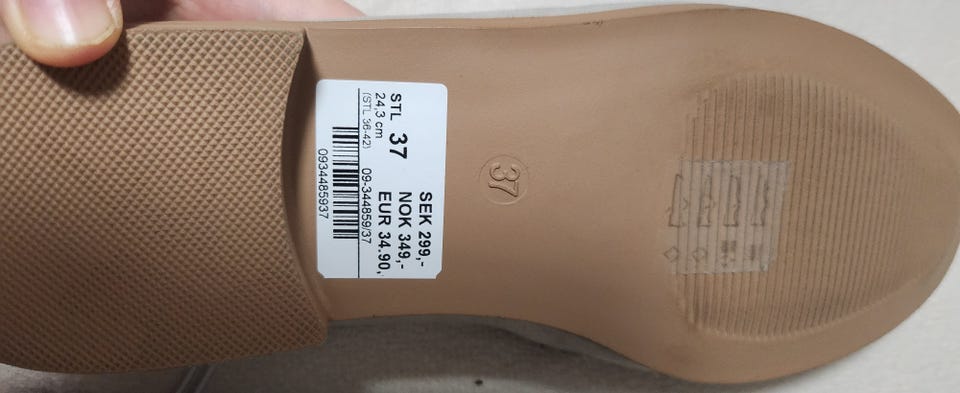 STL 37
24,3 cm
(STL 36-42)
09-344859/37
0934485937
SEK 299,-
NOK 349,-
EUR 34.90,
37